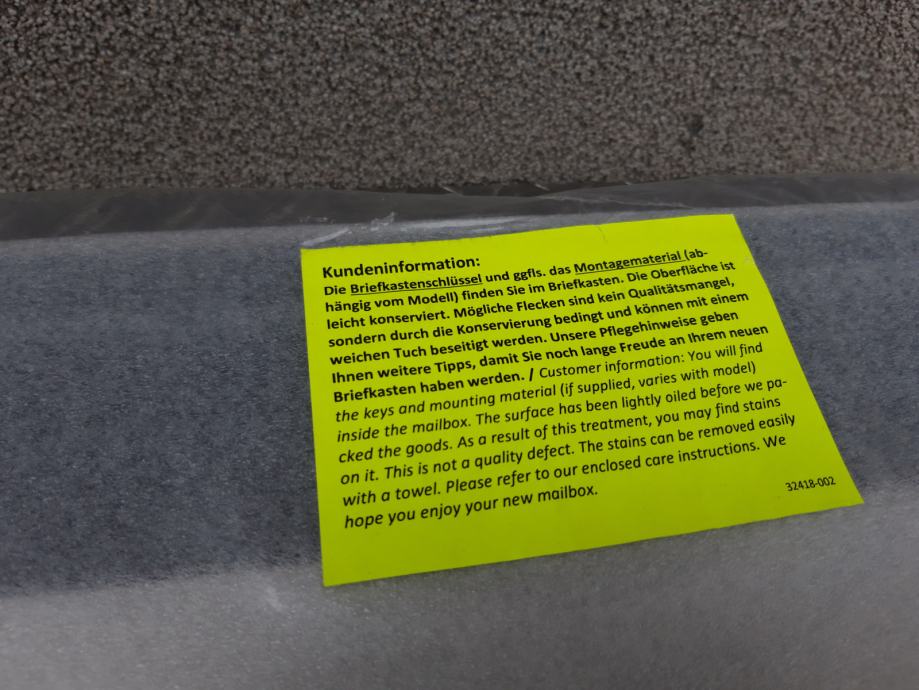 Kundeninformation:
Die Briefkastenschlüssel und ggfls. das Montagematerial (ab-
hängig vom Modell) finden Sie im Briefkasten. Die Oberfläche ist
leicht konserviert. Mögliche Flecken sind kein Qualitätsmangel,
sondern durch die Konservierung bedingt und können mit einem
weichen Tuch beseitigt werden. Unsere Pflegehinweise geben
Ihnen weitere Tipps, damit Sie noch lange Freude an Ihrem neuen
Briefkasten haben werden. / Customer information: You will find
the keys and mounting material (if supplied, varies with model)
inside the mailbox. The surface has been lightly oiled before we pa-
cked the goods. As a result of this treatment, you may find stains
on it. This is not a quality defect. The stains can be removed easily
with a towel. Please refer to our enclosed care instructions. We
hope you enjoy your new mailbox.
32418-002